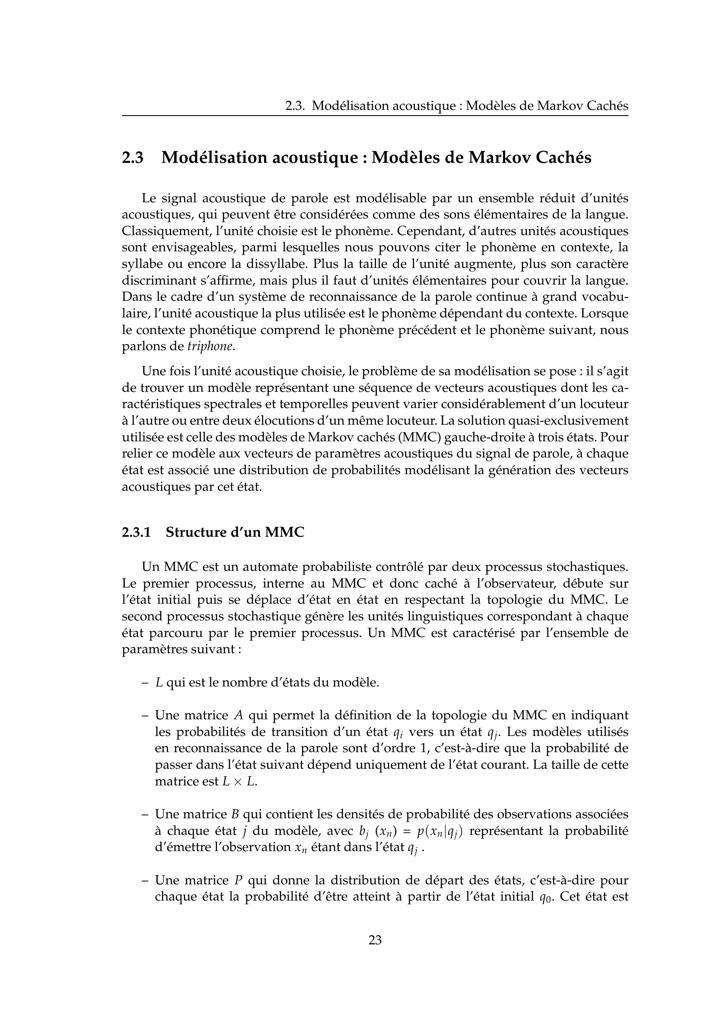 2.3. Modélisation acoustique : Modèles de Markov Cachés
2.3 Modélisation acoustique : Modèles de Markov Cachés
Le signal acoustique de parole est modélisable par un ensemble réduit d'unités
acoustiques, qui peuvent être considérées comme des sons élémentaires de la langue.
Classiquement, l'unité choisie est le phonème. Cependant, d'autres unités acoustiques
sont envisageables, parmi lesquelles nous pouvons citer le phonème en contexte, la
syllabe ou encore la dissyllabe. Plus la taille de l'unité augmente, plus son caractère
discriminant s'affirme, mais plus il faut d'unités élémentaires pour couvrir la langue.
Dans le cadre d'un système de reconnaissance de la parole continue à grand vocabu-
laire, l'unité acoustique la plus utilisée est le phonème dépendant du contexte. Lorsque
le contexte phonétique comprend le phonème précédent et le phonème suivant, nous
parlons de triphone.
Une fois l'unité acoustique choisie, le problème de sa modélisation se pose : il s'agit
de trouver un modèle représentant une séquence de vecteurs acoustiques dont les ca-
ractéristiques spectrales et temporelles peuvent varier considérablement d'un locuteur
à l'autre ou entre deux élocutions d'un même locuteur. La solution quasi-exclusivement
utilisée est celle des modèles de Markov cachés (MMC) gauche-droite à trois états. Pour
relier ce modèle aux vecteurs de paramètres acoustiques du signal de parole, à chaque
état est associé une distribution de probabilités modélisant la génération des vecteurs
acoustiques par cet état.
2.3.1 Structure d'un MMC
Un MMC est un automate probabiliste contrôlé par deux processus stochastiques.
Le premier processus, interne au MMC et donc caché à l'observateur, débute sur
l'état initial puis se déplace d'état en état en respectant la topologie du MMC. Le
second processus stochastique génère les unités linguistiques correspondant à chaque
état parcouru par le premier processus. Un MMC est caractérisé par l'ensemble de
paramètres suivant :
– L qui est le nombre d'états du modèle.
– Une matrice A qui permet la définition de la topologie du MMC en indiquant
les probabilités de transition d'un état qi vers un état qj. Les modèles utilisés
en reconnaissance de la parole sont d'ordre 1, c'est-à-dire que la probabilité de
passer dans l'état suivant dépend uniquement de l'état courant. La taille de cette
matrice est L × L.
– Une matrice B qui contient les densités de probabilité des observations associées
à chaque état j du modèle, avec bj (xn) = p(xn|qj) représentant la probabilité
d'émettre l'observation xn étant dans l'état qj .
– Une matrice P qui donne la distribution de départ des états, c'est-à-dire pour
chaque état la probabilité d'être atteint à partir de l'état initial q0. Cet état est
23